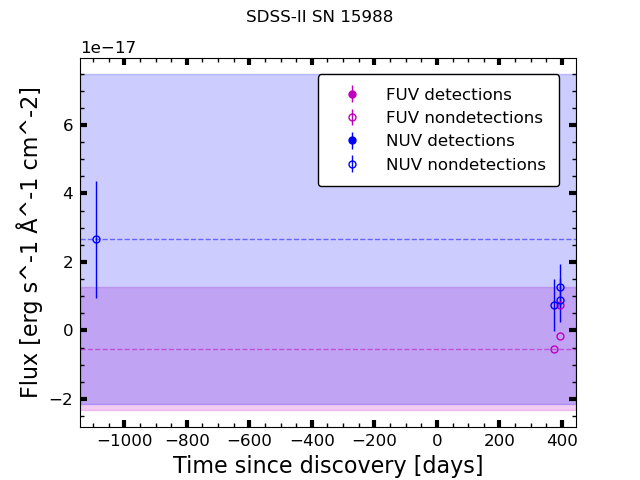 SDSS-II SN 15988
1e−17
FUV detections
FUV nondetections
NUV detections
NUV nondetections
6
4
2
0
−2
Flux [erg s^-1 Å^-1 cm^-2]
−1000 −800 −600 −400 −200 0 200 400
Time since discovery [days]